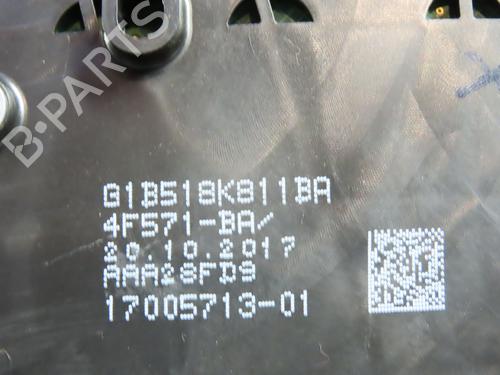 B-PARTS
G1B518K811BA
4F571-BA/
20.10.2017
AAA28FD9
17005713-01